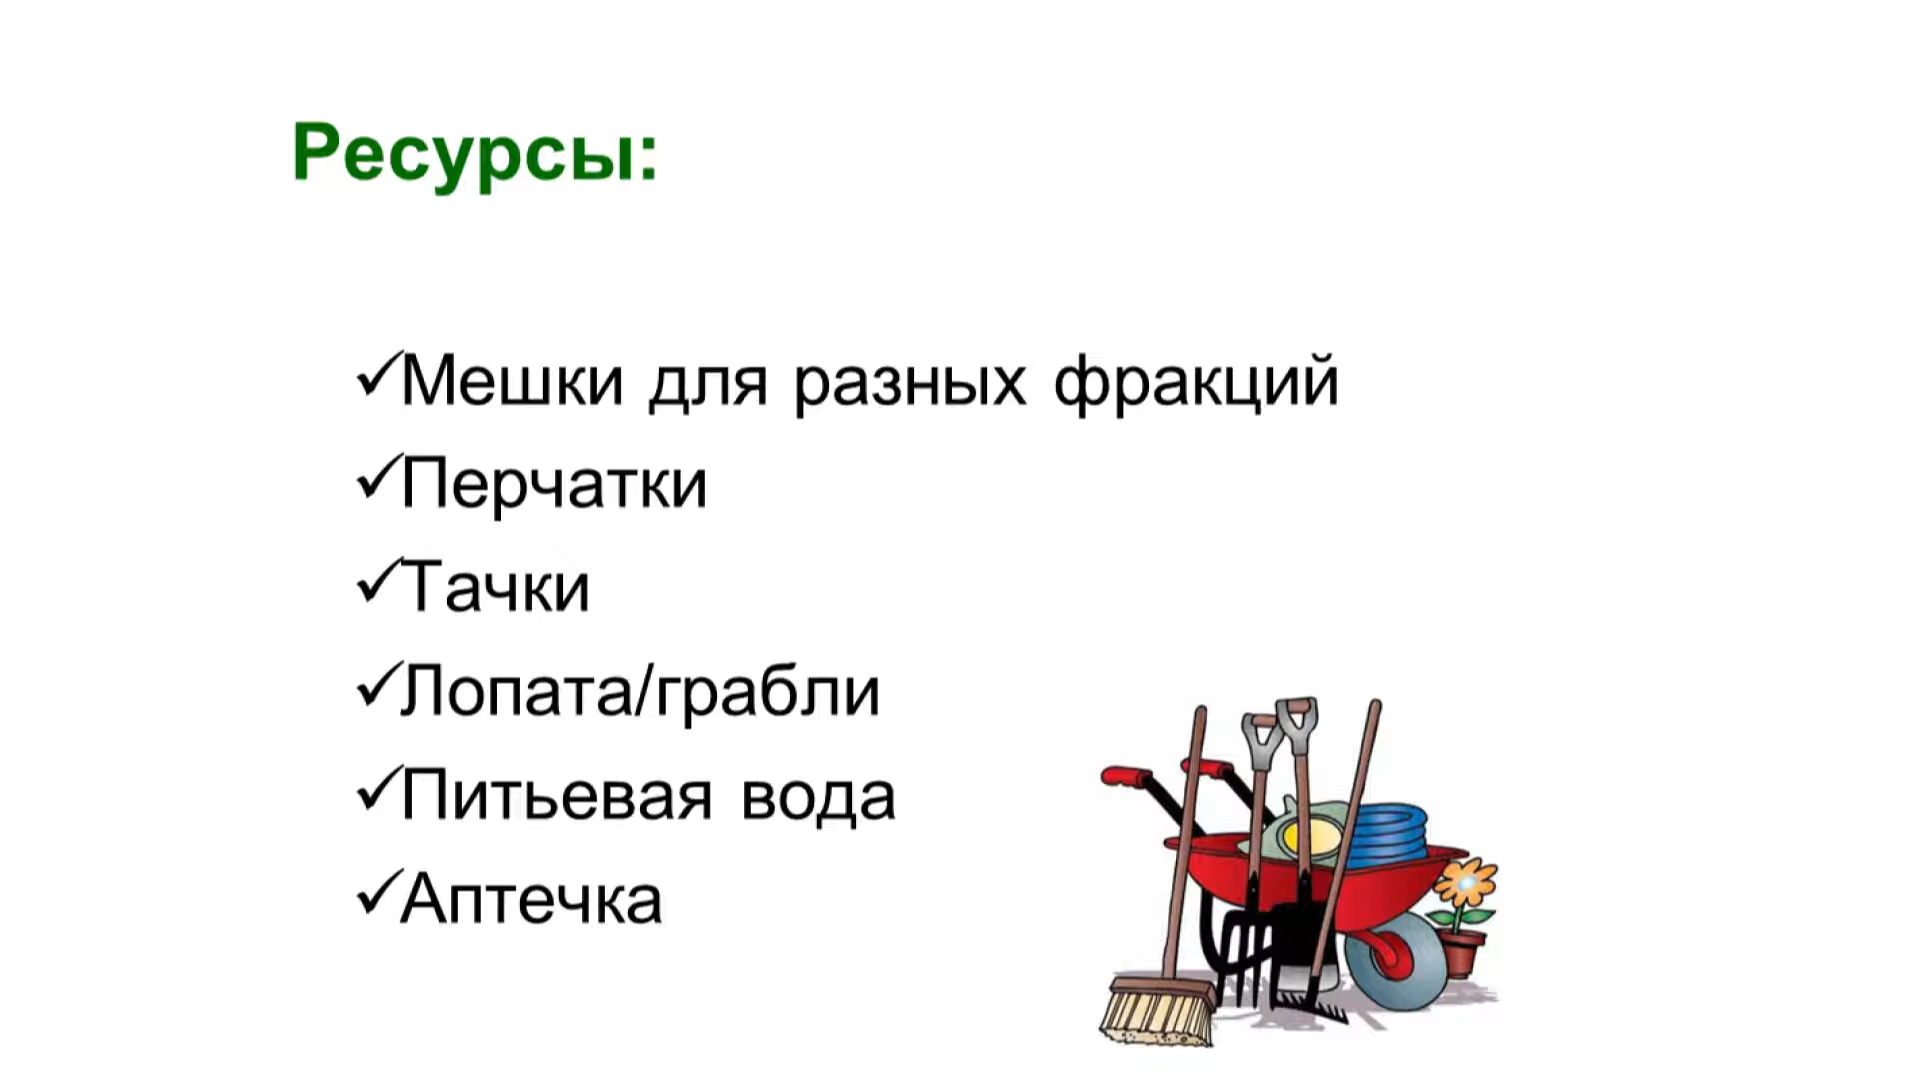 Ресурсы:
✓Мешки для разных фракций
✓Перчатки
✓Тачки
✓Лопата/грабли
✓Питьевая вода
✓Аптечка